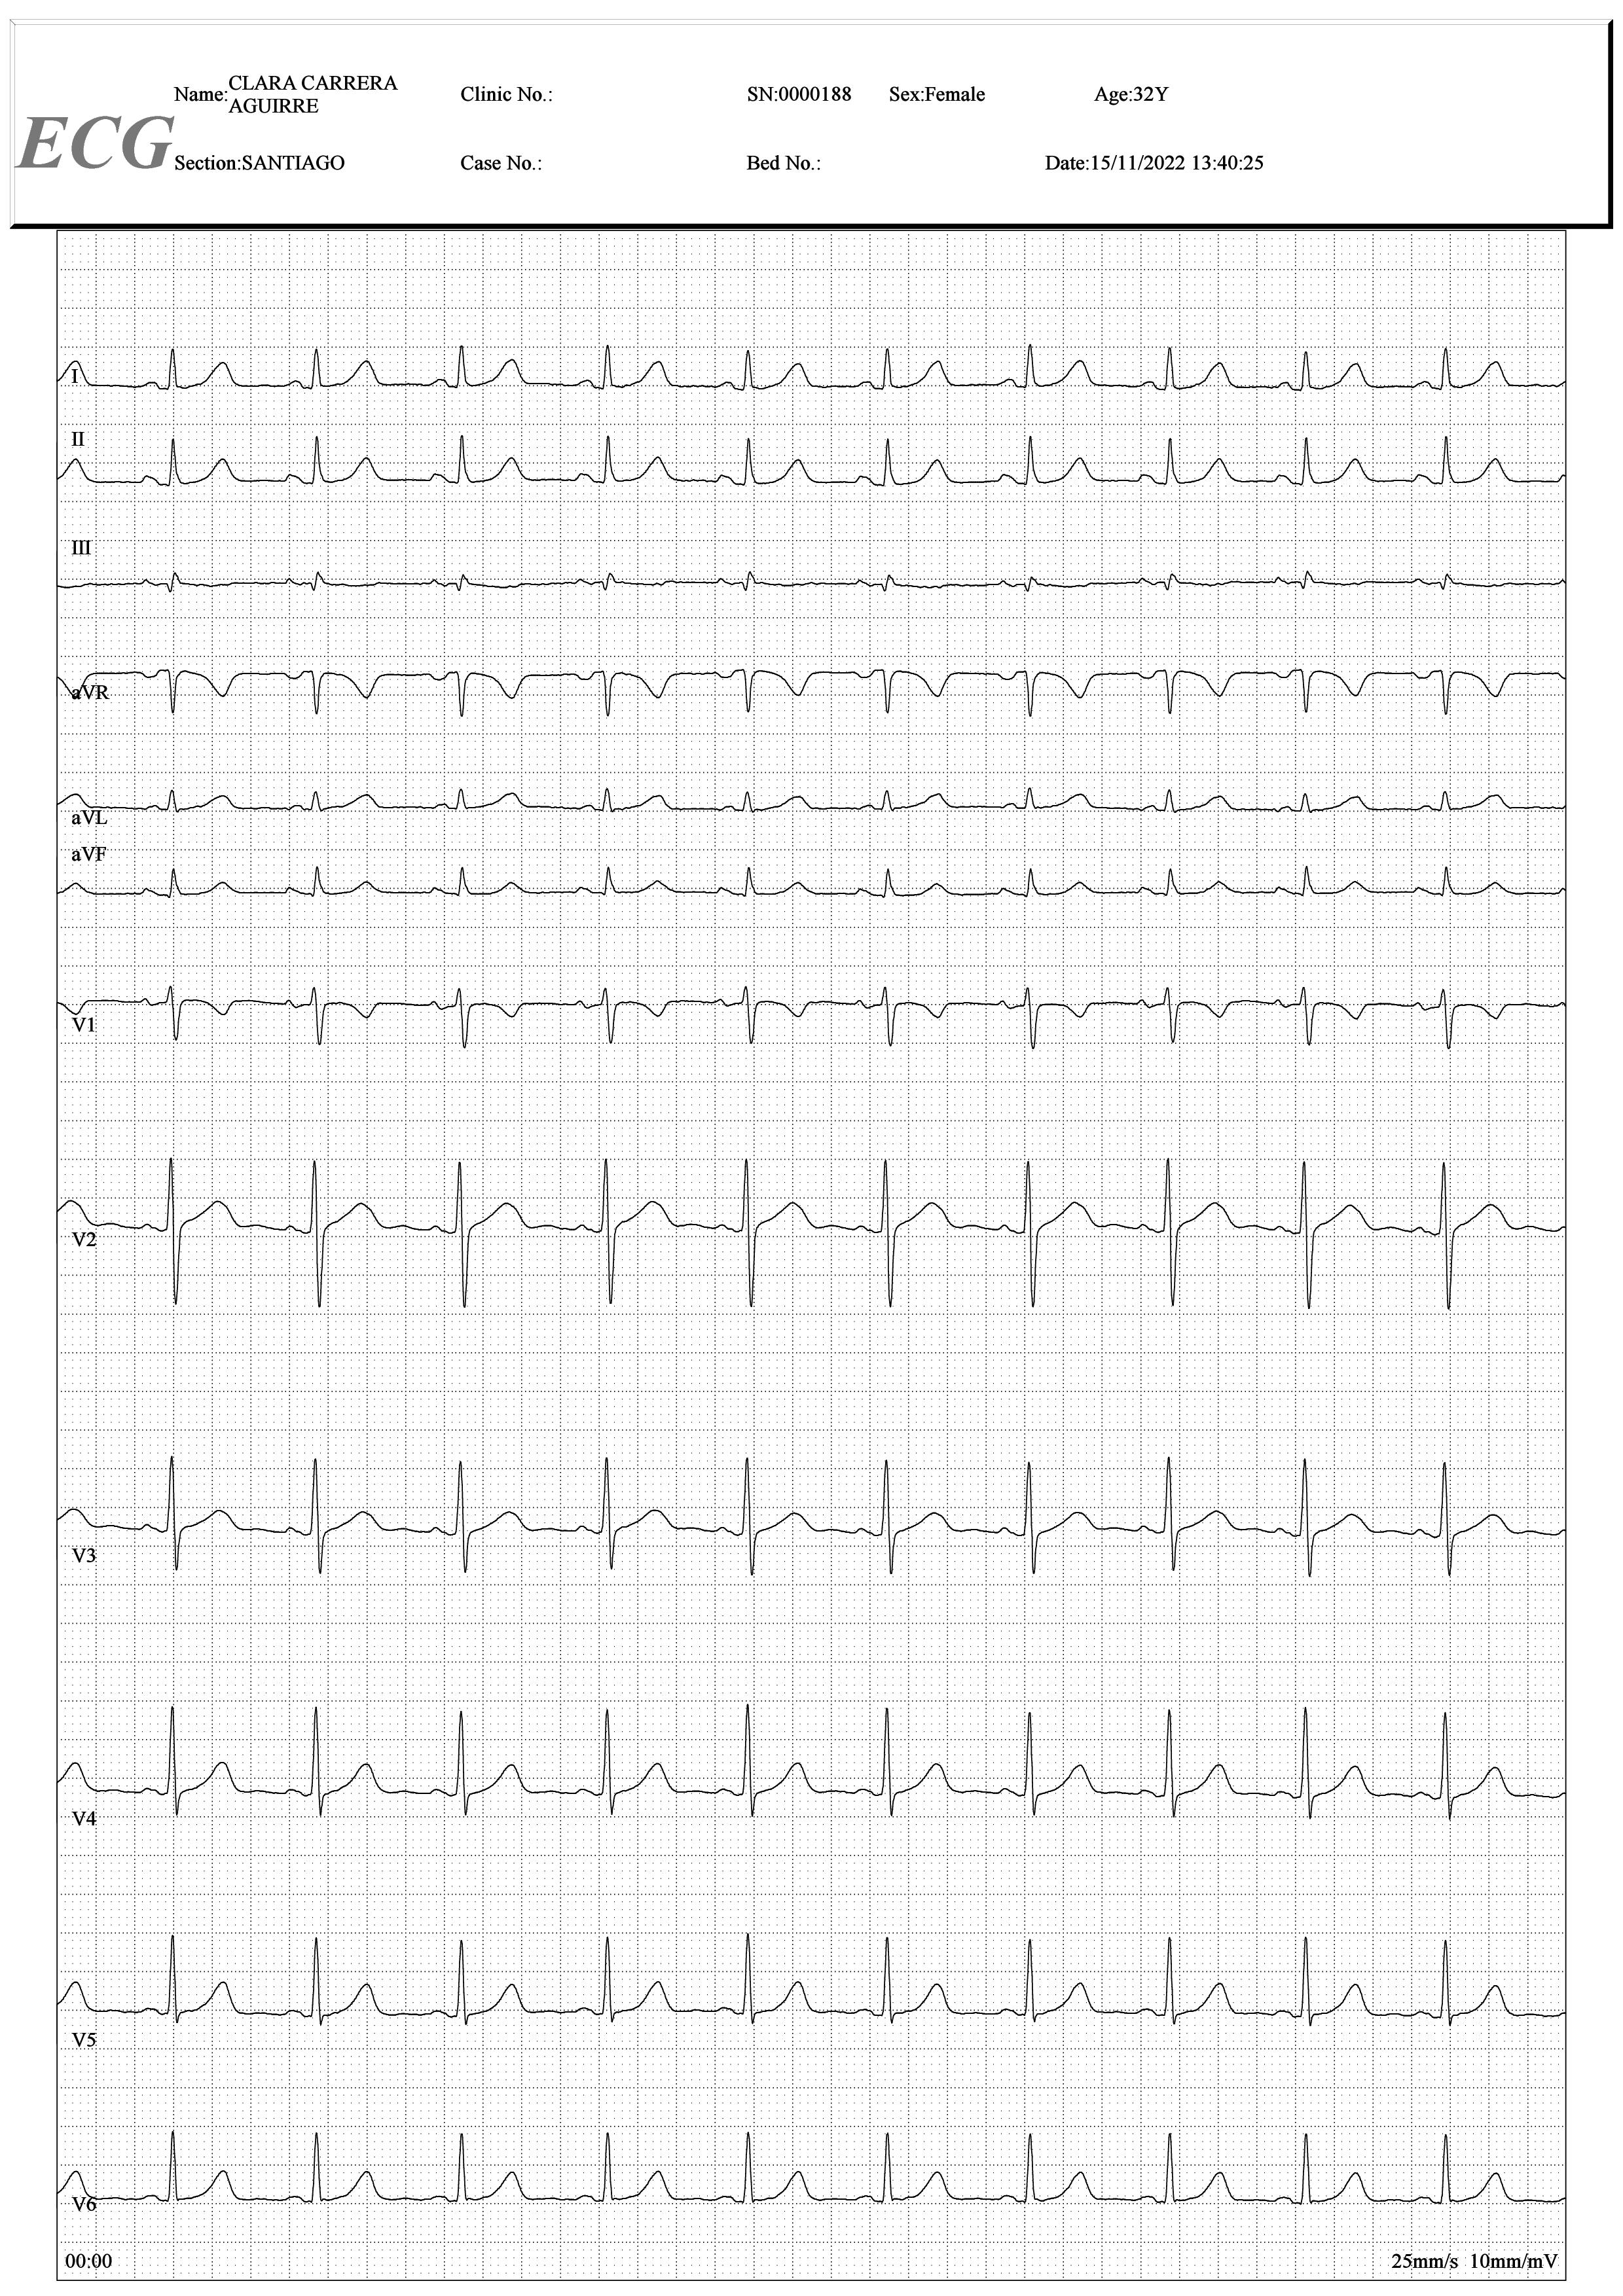 Name:CLARA CARRERA AGUIRRE Clinic No.: SN:0000188 Sex:Female Age:32Y
ECG
Section:SANTIAGO Case No.: Bed No.: Date:15/11/2022 13:40:25
I
II
III
aVR
aVL
aVF
V1
V2
V3
V4
V5
V6
00:00 25mm/s 10mm/mV